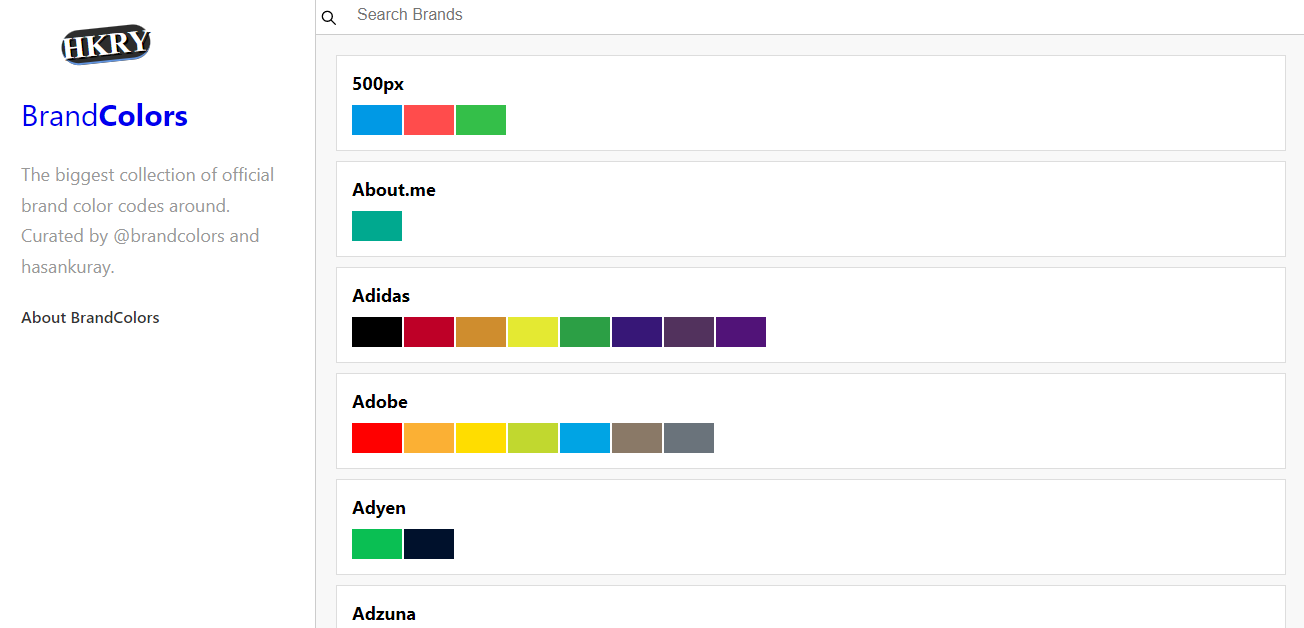 HKRY
BrandColors
The biggest collection of official
brand color codes around.
Curated by @brandcolors and
hasankuray.
About BrandColors
Search Brands
500px
About.me
Adidas
Adobe
Adyen
Adzuna